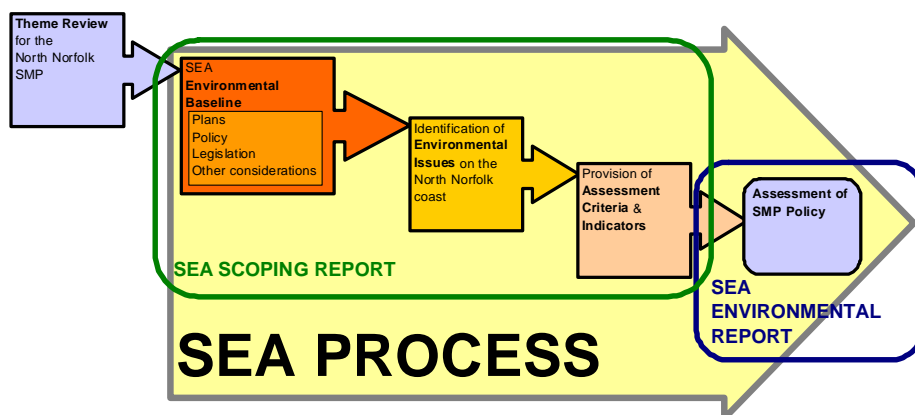 Theme Review
for the
North Norfolk
SMP
SEA
Environmental
Baseline
Plans
Policy
Legislation
Other considerations
Identification of
Environmental
Issues on the
North Norfolk
coast
Provision of
Assessment
Criteria &
Indicators
Assessment of
SMP Policy
SEA SCOPING REPORT
SEA
ENVIRONMENTAL
REPORT
SEA PROCESS